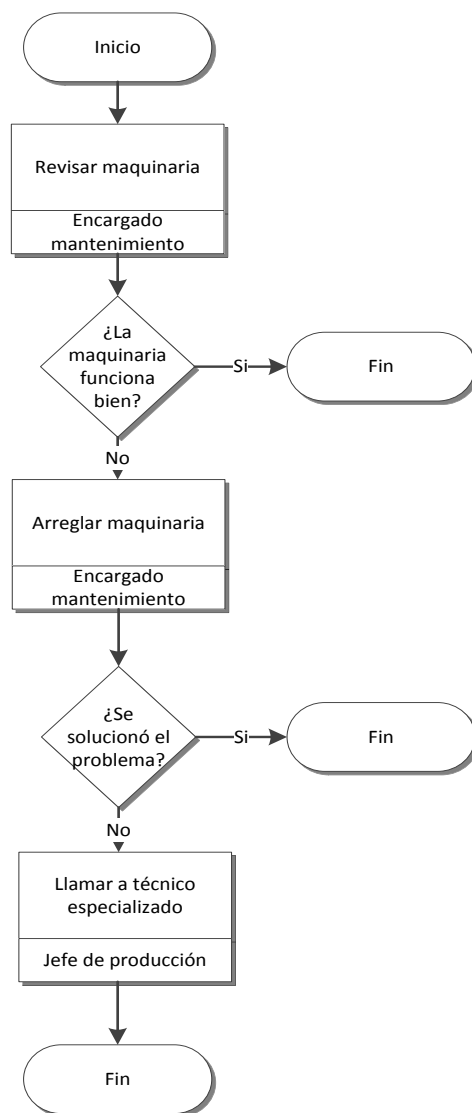 Inicio
Revisar maquinaria
Encargado
mantenimiento
¿La
maquinaria
funciona
bien?
Si
Fin
No
Arreglar maquinaria
Encargado
mantenimiento
¿Se
solucionó el
problema?
Si
Fin
No
Llamar a técnico
especializado
Jefe de producción
Fin